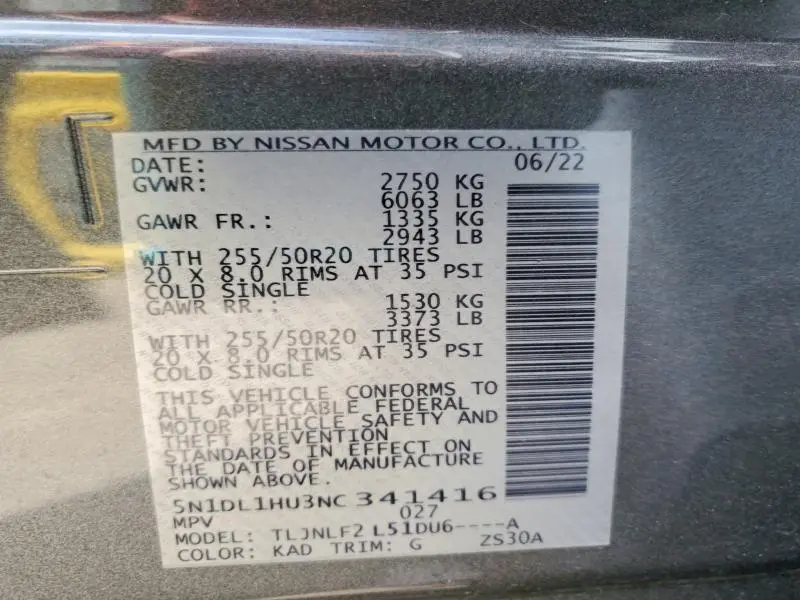 MFD BY NISSAN MOTOR CO., LTD.
DATE: 06/22
GVWR: 2750 KG
6063 LB
GAWR FR.: 1335 KG
2943 LB
WITH 255/50R20 TIRES
20 X 8.0 RIMS AT 35 PSI
COLD SINGLE
GAWR RR.: 1530 KG
3373 LB
WITH 255/50R20 TIRES
20 X 8.0 RIMS AT 35 PSI
COLD SINGLE
THIS VEHICLE CONFORMS TO
ALL APPLICABLE FEDERAL
MOTOR VEHICLE SAFETY AND
THEFT PREVENTION
STANDARDS IN EFFECT ON
THE DATE OF MANUFACTURE
SHOWN ABOVE.
5N1DL1HU3NC 341416
MPV 027
MODEL: TLJNLF2 L51DU6----A
COLOR: KAD TRIM: G ZS30A